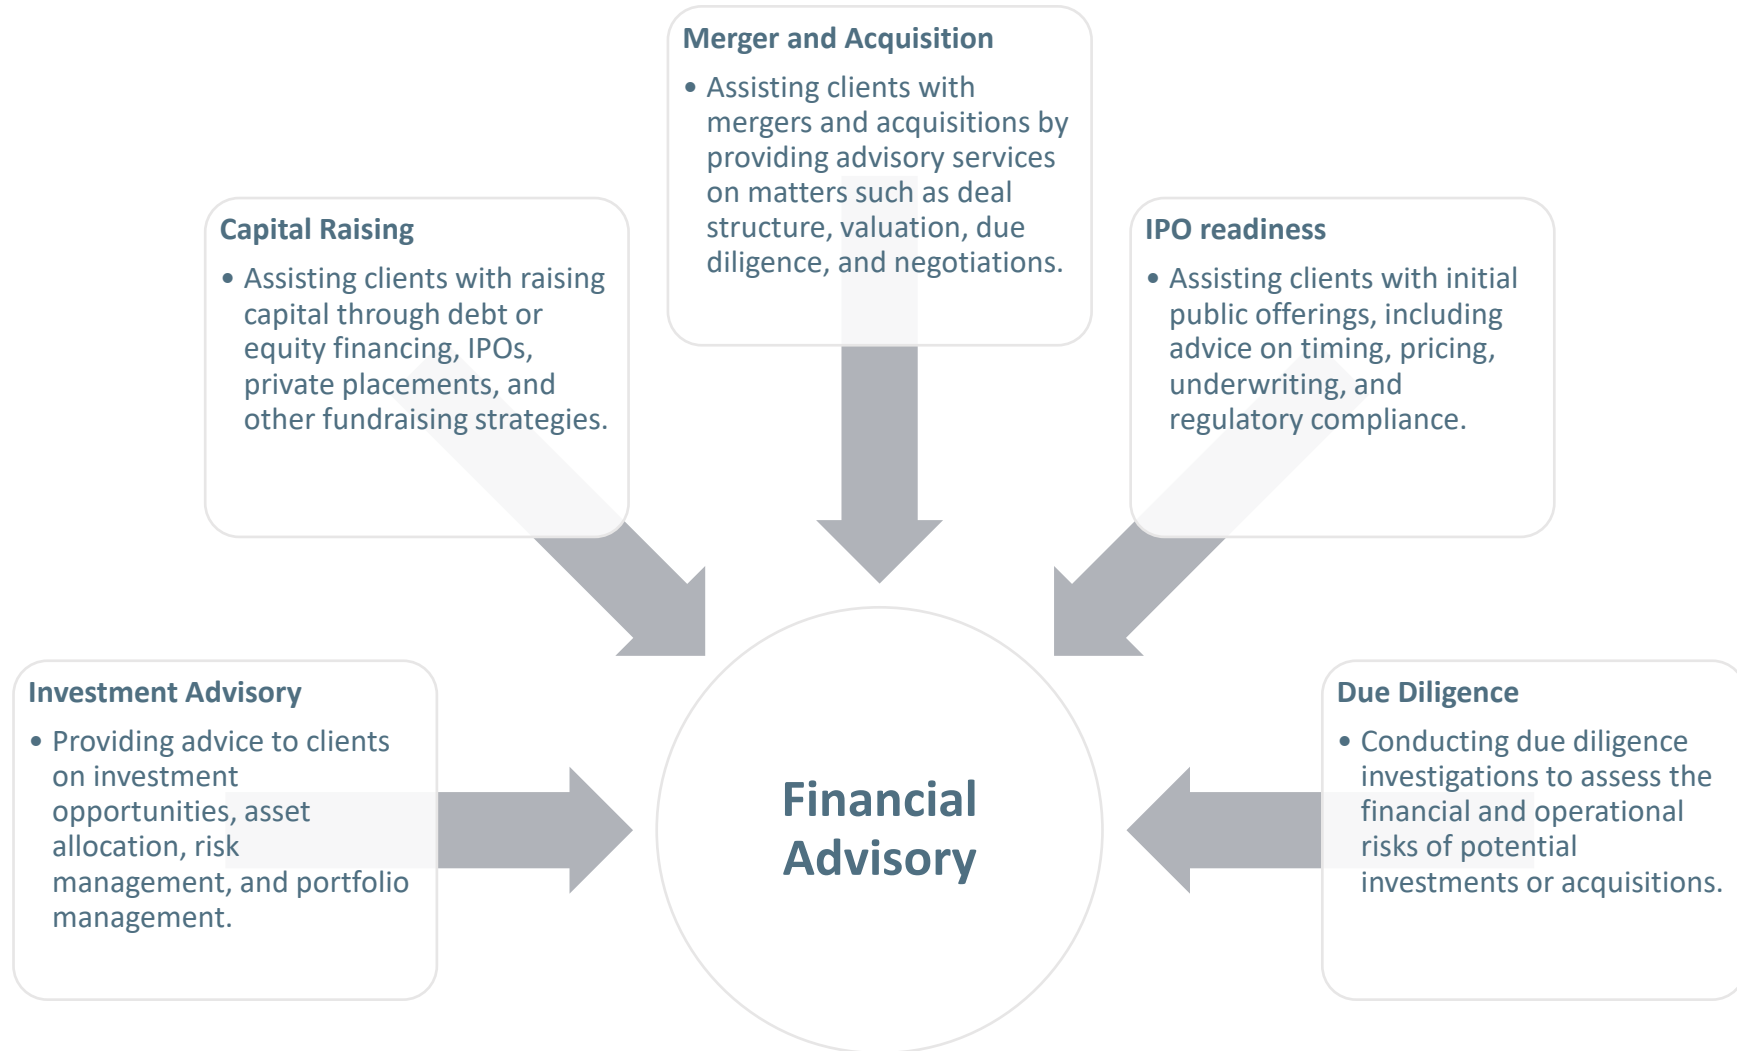 Merger and Acquisition
• Assisting clients with
mergers and acquisitions by
providing advisory services
on matters such as deal
structure, valuation, due
diligence, and negotiations.
Capital Raising
• Assisting clients with raising
capital through debt or
equity financing, IPOs,
private placements, and
other fundraising strategies.
IPO readiness
• Assisting clients with initial
public offerings, including
advice on timing, pricing,
underwriting, and
regulatory compliance.
Investment Advisory
• Providing advice to clients
on investment
opportunities, asset
allocation, risk
management, and portfolio
management.
Financial
Advisory
Due Diligence
• Conducting due diligence
investigations to assess the
financial and operational
risks of potential
investments or acquisitions.